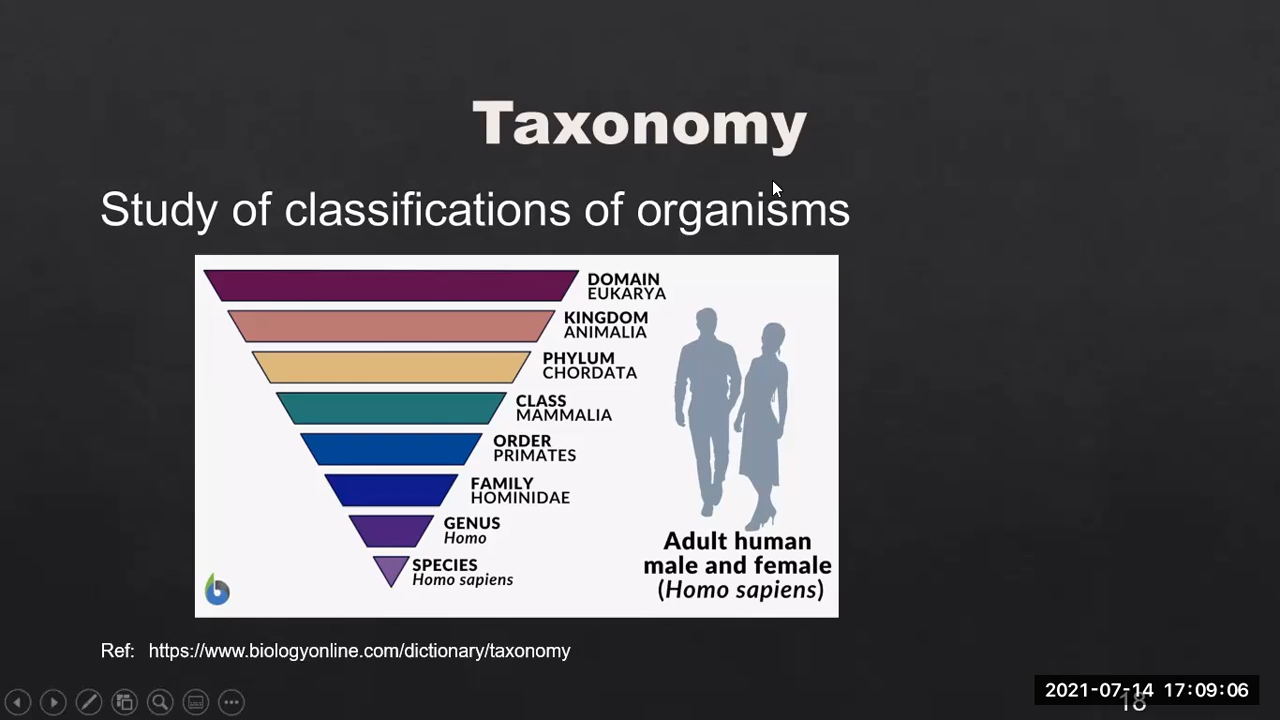 Taxonomy
Study of classifications of organisms
DOMAIN
EUKARYA
KINGDOM
ANIMALIA
PHYLUM
CHORDATA
CLASS
MAMMALIA
ORDER
PRIMATES
FAMILY
HOMINIDAE
GENUS
Homo
SPECIES
Homo sapiens
Adult human
male and female
(Homo sapiens)
Ref: https://www.biologyonline.com/dictionary/taxonomy
2021-07-14 17:09:06
18